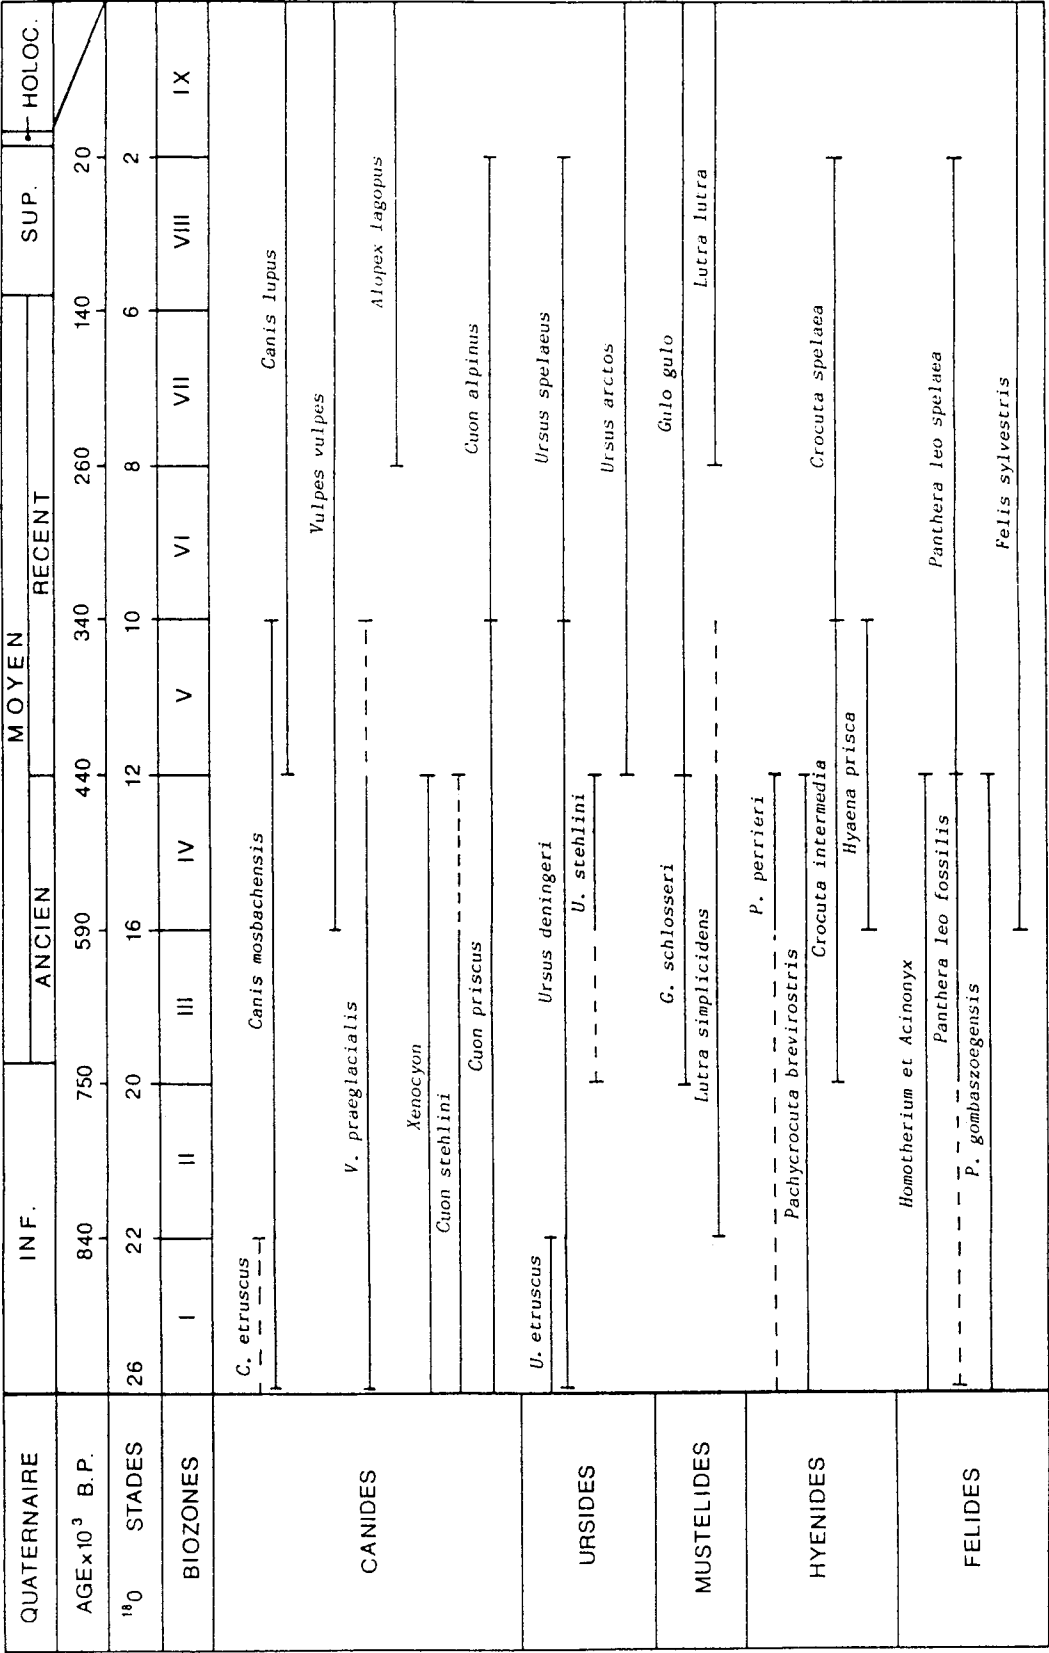 QUATERNAIRE
INF.
MOYEN
ANCIEN
RECENT
SUP.
HOLOC.
AGE×10³ B.P.
840
750
590
440
340
260
140
20
¹⁸O STADES
26
22
20
16
12
10
8
6
2
BIOZONES
I
II
III
IV
V
VI
VII
VIII
IX
CANIDES
C. etruscus
Canis mosbachensis
Canis lupus
Vulpes vulpes
V. praeglacialis
Alopex lagopus
Xenocyon
Cuon stehlini
Cuon priscus
Cuon alpinus
URSIDES
U. etruscus
Ursus deningeri
Ursus spelaeus
U. stehlini
Ursus arctos
MUSTELIDES
G. schlosseri
Gulo gulo
Lutra simplicidens
Lutra lutra
HYENIDES
P. perrieri
Pachycrocuta brevirostris
Crocuta intermedia
Crocuta spelaea
Hyaena prisca
FELIDES
Homotherium et Acinonyx
Panthera leo fossilis
Panthera leo spelaea
P. gombaszoegensis
Felis sylvestris